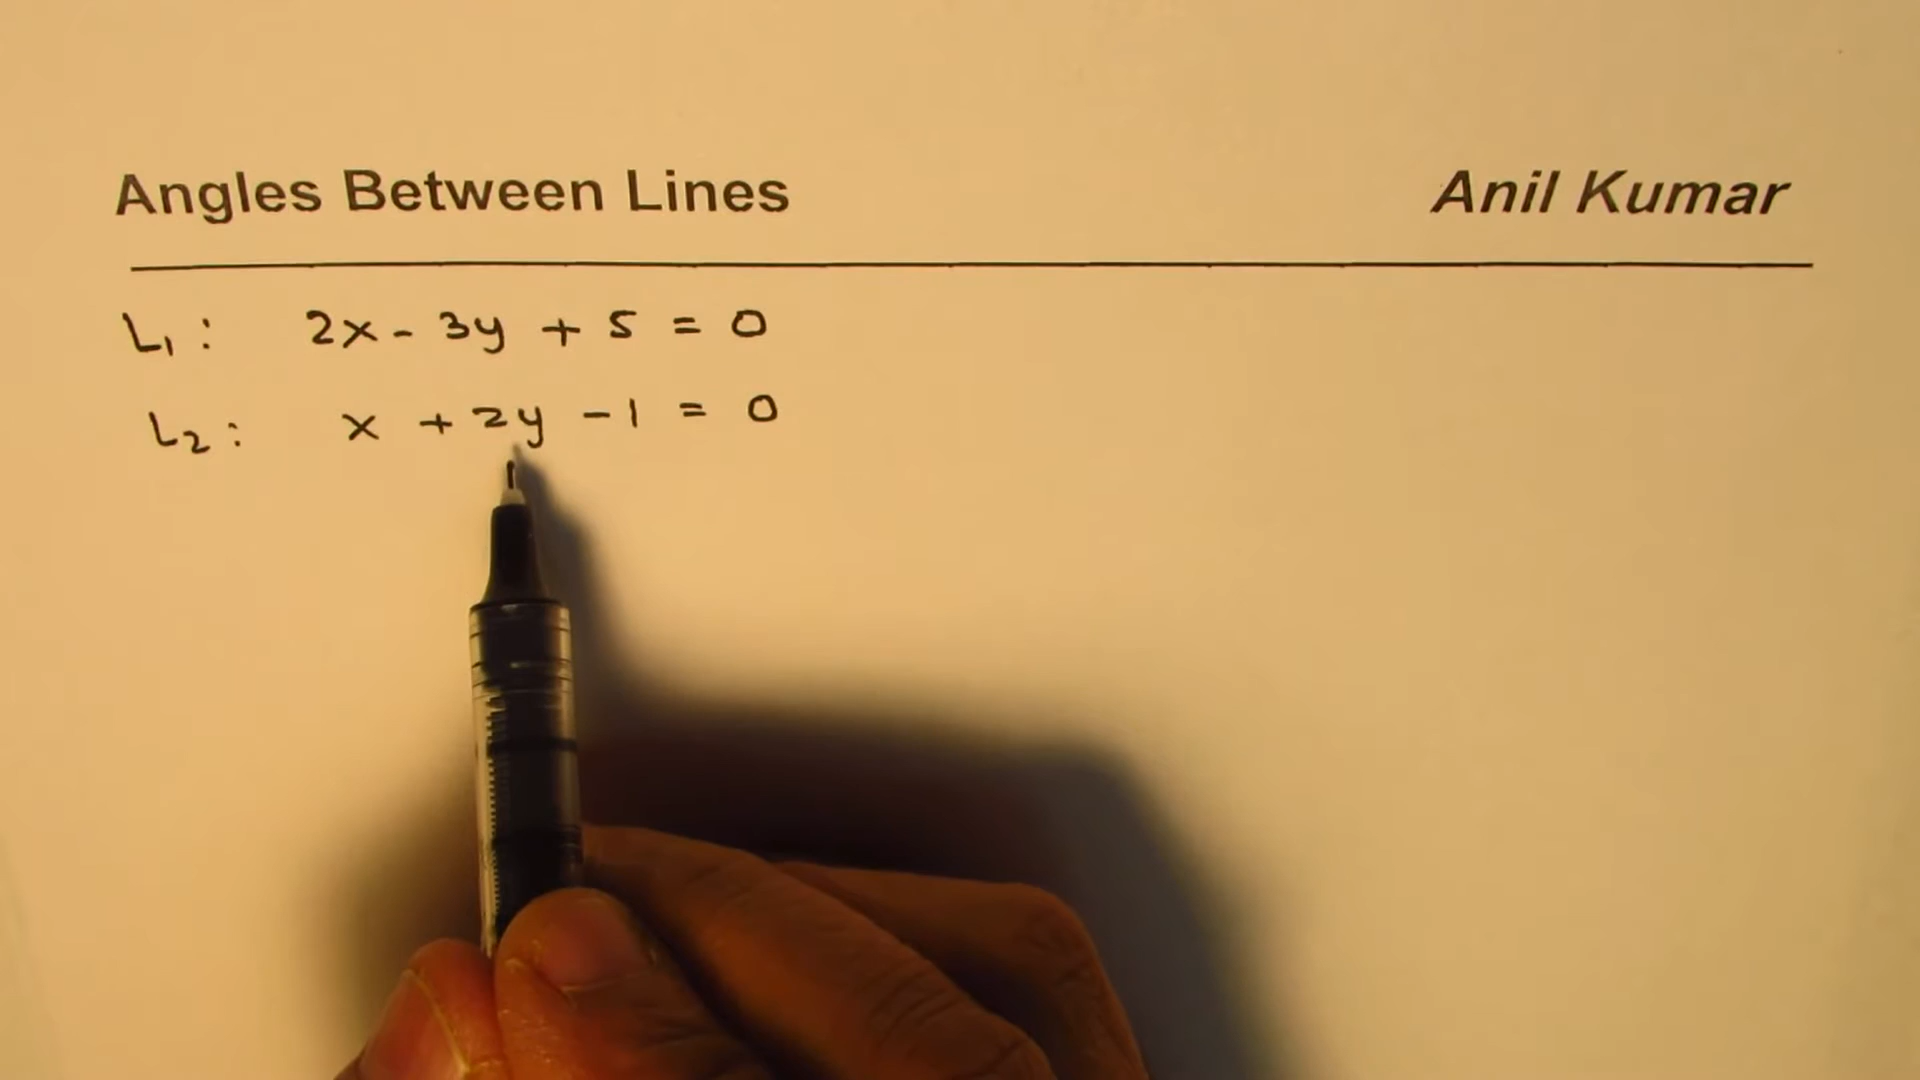 Angles Between Lines Anil Kumar
L₁: 2x - 3y + 5 = 0
L₂: x + 2y - 1 = 0